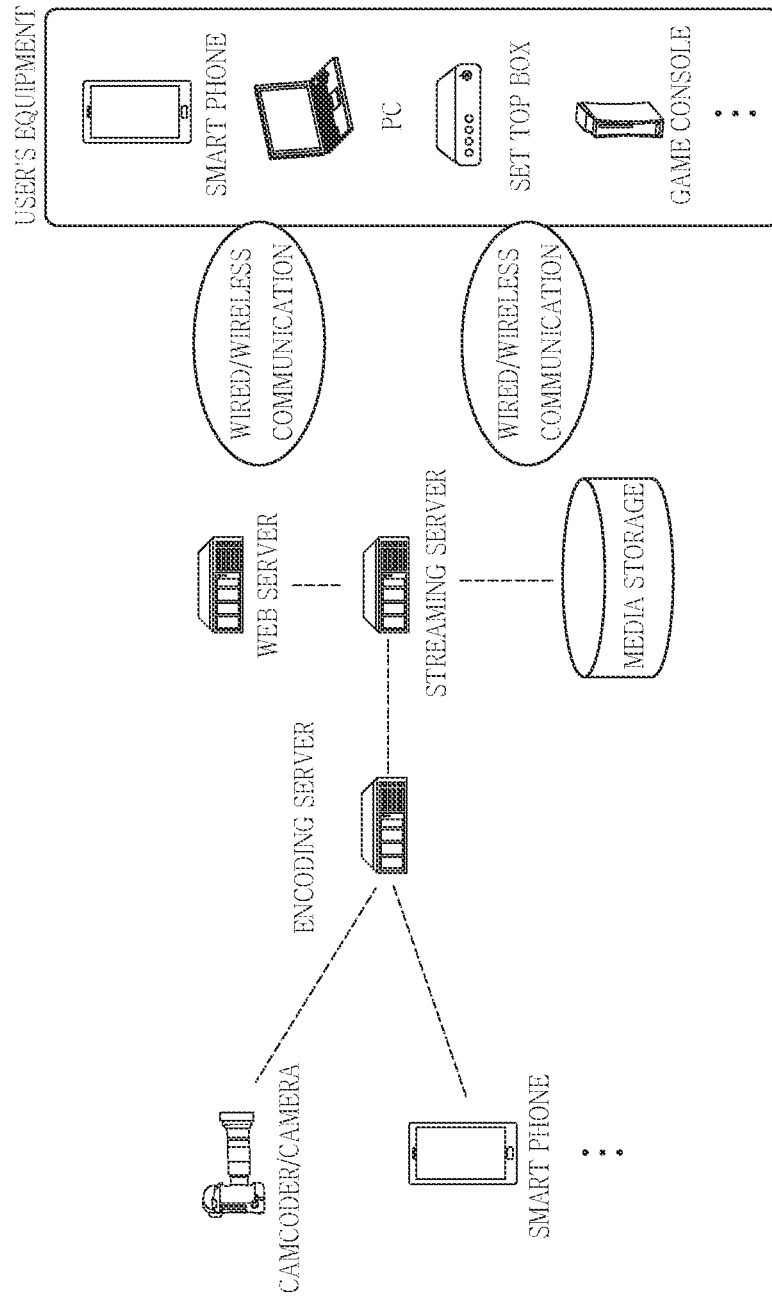 CAMCODER/CAMERA
SMART PHONE
ENCODING SERVER
WEB SERVER
STREAMING SERVER
MEDIA STORAGE
WIRED/WIRELESS
COMMUNICATION
WIRED/WIRELESS
COMMUNICATION
USER'S EQUIPMENT
SMART PHONE
PC
SET TOP BOX
GAME CONSOLE